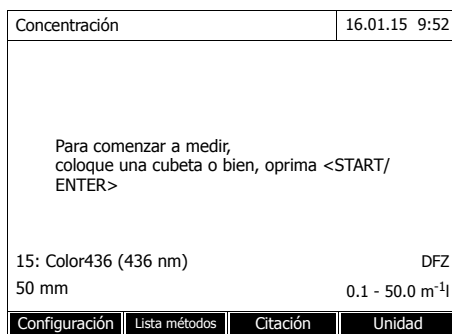 Concentración 16.01.15 9:52
Para comenzar a medir,
coloque una cubeta o bien, oprima <START/
ENTER>
15: Color436 (436 nm) DFZ
50 mm 0.1 - 50.0 m⁻¹l
Configuración Lista métodos Citación Unidad